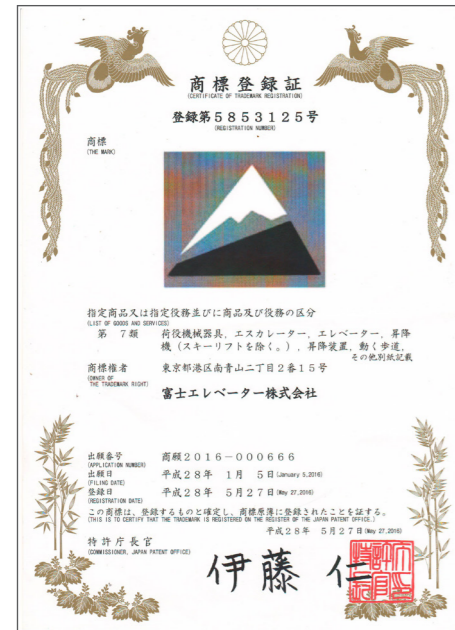 商標登録証
(CERTIFICATE OF TRADEMARK REGISTRATION)
登録第5853125号
(REGISTRATION NUMBER)
商標
(THE MARK)
指定商品又は指定役務並びに商品及び役務の区分
(LIST OF GOODS AND SERVICES)
第 7類 荷役機械器具,エスカレーター,エレベーター,昇降
機(スキーリフトを除く。),昇降装置,動く歩道,
その他別紙記載
商標権者 東京都港区南青山二丁目2番15号
(OWNER OF
THE TRADEMARK RIGHT)
富士エレベーター株式会社
出願番号 商願2016-000666
(APPLICATION NUMBER)
出願日 平成28年 1月 5日(January 5,2016)
(FILING DATE)
登録日 平成28年 5月27日(May 27,2016)
(REGISTRATION DATE)
この商標は、登録するものと確定し、商標原簿に登録されたことを証する。
(THIS IS TO CERTIFY THAT THE TRADEMARK IS REGISTERED ON THE REGISTER OF THE JAPAN PATENT OFFICE.)
平成28年 5月27日(May 27,2016)
特許庁長官
(COMMISSIONER, JAPAN PATENT OFFICE)
伊藤 仁